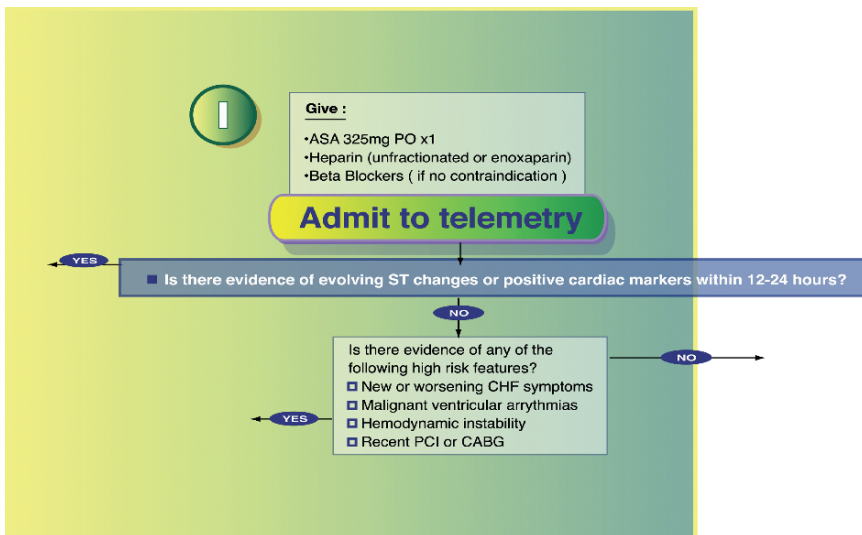 I
Give :
•ASA 325mg PO x1
•Heparin (unfractionated or enoxaparin)
•Beta Blockers ( if no contraindication )
Admit to telemetry
YES
Is there evidence of evolving ST changes or positive cardiac markers within 12-24 hours?
NO
Is there evidence of any of the
following high risk features?
New or worsening CHF symptoms
Malignant ventricular arrythmias
Hemodynamic instability
Recent PCI or CABG
NO
YES